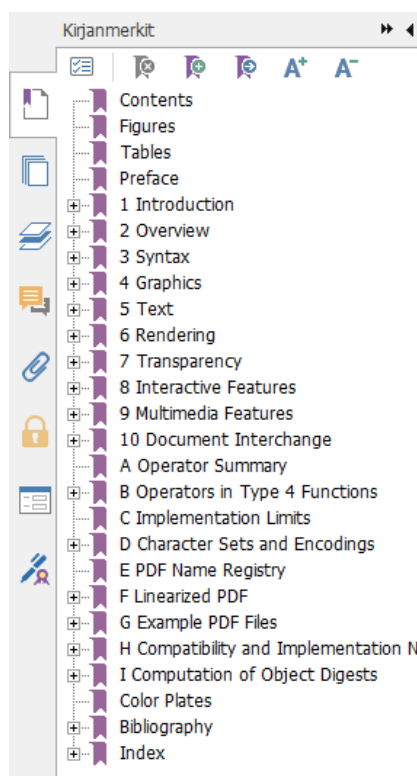 Kirjanmerkit
A+ A-
Contents
Figures
Tables
Preface
1 Introduction
2 Overview
3 Syntax
4 Graphics
5 Text
6 Rendering
7 Transparency
8 Interactive Features
9 Multimedia Features
10 Document Interchange
A Operator Summary
B Operators in Type 4 Functions
C Implementation Limits
D Character Sets and Encodings
E PDF Name Registry
F Linearized PDF
G Example PDF Files
H Compatibility and Implementation N
I Computation of Object Digests
Color Plates
Bibliography
Index